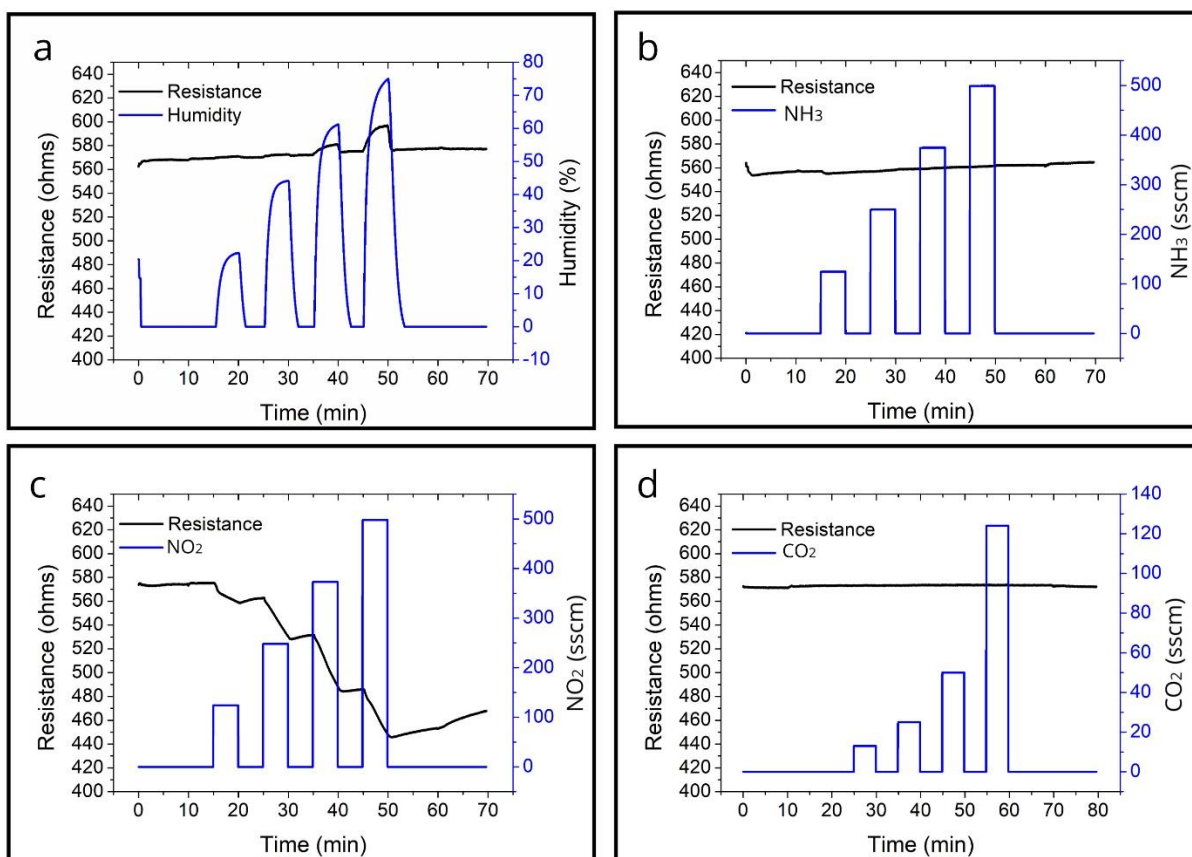 a
Resistance
Humidity
Resistance (ohms)
640
620
600
580
560
540
520
500
490
460
440
420
400
80
70
60
50
40
30
20
10
0
-10
Humidity (%)
0 10 20 30 40 50 60 70
Time (min)
b
Resistance
NH₃
Resistance (ohms)
640
620
600
580
560
540
520
500
490
460
440
420
400
500
400
300
200
100
0
NH₃ (sscm)
0 10 20 30 40 50 60 70
Time (min)
c
Resistance
NO₂
Resistance (ohms)
640
620
600
580
560
540
520
500
480
460
440
420
400
500
400
300
200
100
0
NO₂ (sscm)
0 10 20 30 40 50 60 70
Time (min)
d
Resistance
CO₂
Resistance (ohms)
640
620
600
580
560
540
520
500
490
460
440
420
400
140
120
100
80
60
40
20
0
CO₂ (sscm)
0 10 20 30 40 50 60 70 80
Time (min)